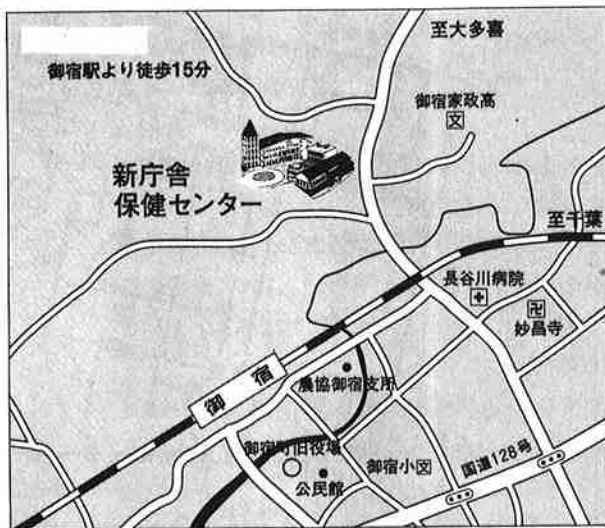 至大多喜
御宿駅より徒歩15分
御宿家政高
文
新庁舎
保健センター
至千葉
長谷川病院
卍
妙昌寺
御宿
農協御宿支所
御宿町旧役場
公民館
御宿小文
国道128号